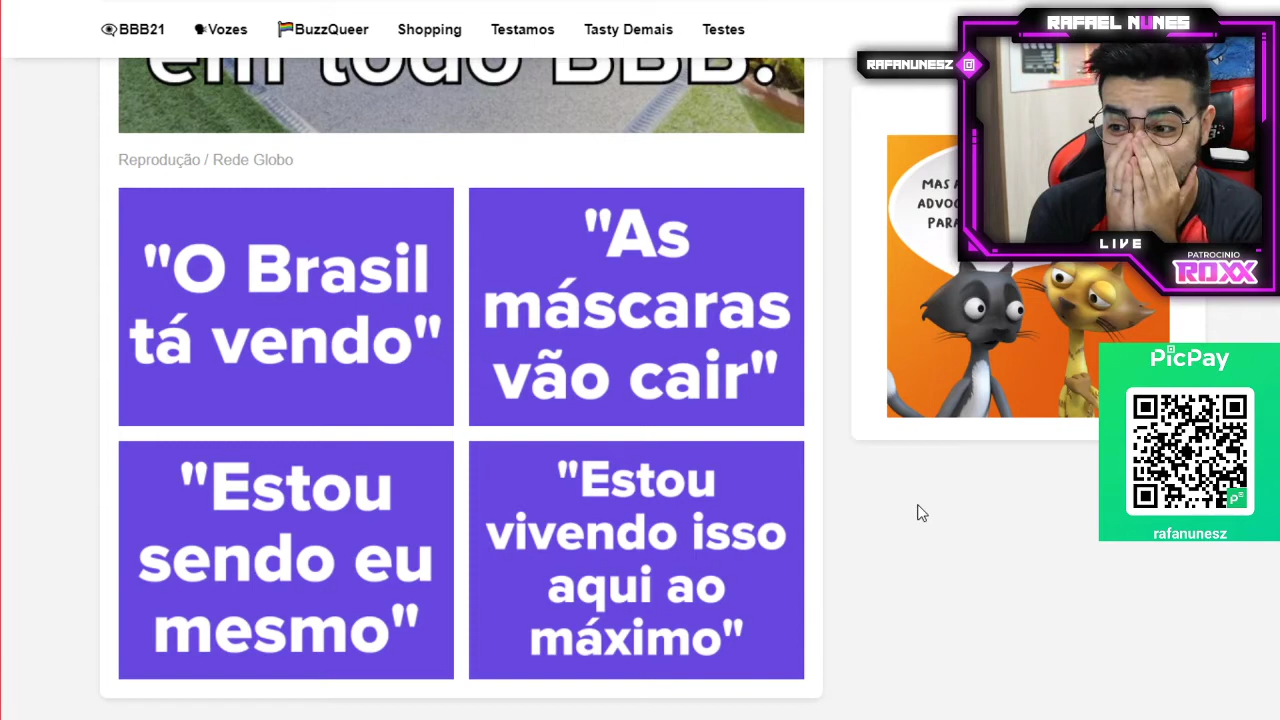 BBB21 Vozes BuzzQueer Shopping Testamos Tasty Demais Testes
em todo BBB.
Reprodução / Rede Globo
"O Brasil
tá vendo"
"As
máscaras
vão cair"
"Estou
sendo eu
mesmo"
"Estou
vivendo isso
aqui ao
máximo"
MAS
PARA
RAFAEL NUNES
RAFANUNESZ
LIVE
PATROCINIO
ROXX
PicPay
rafanunesz